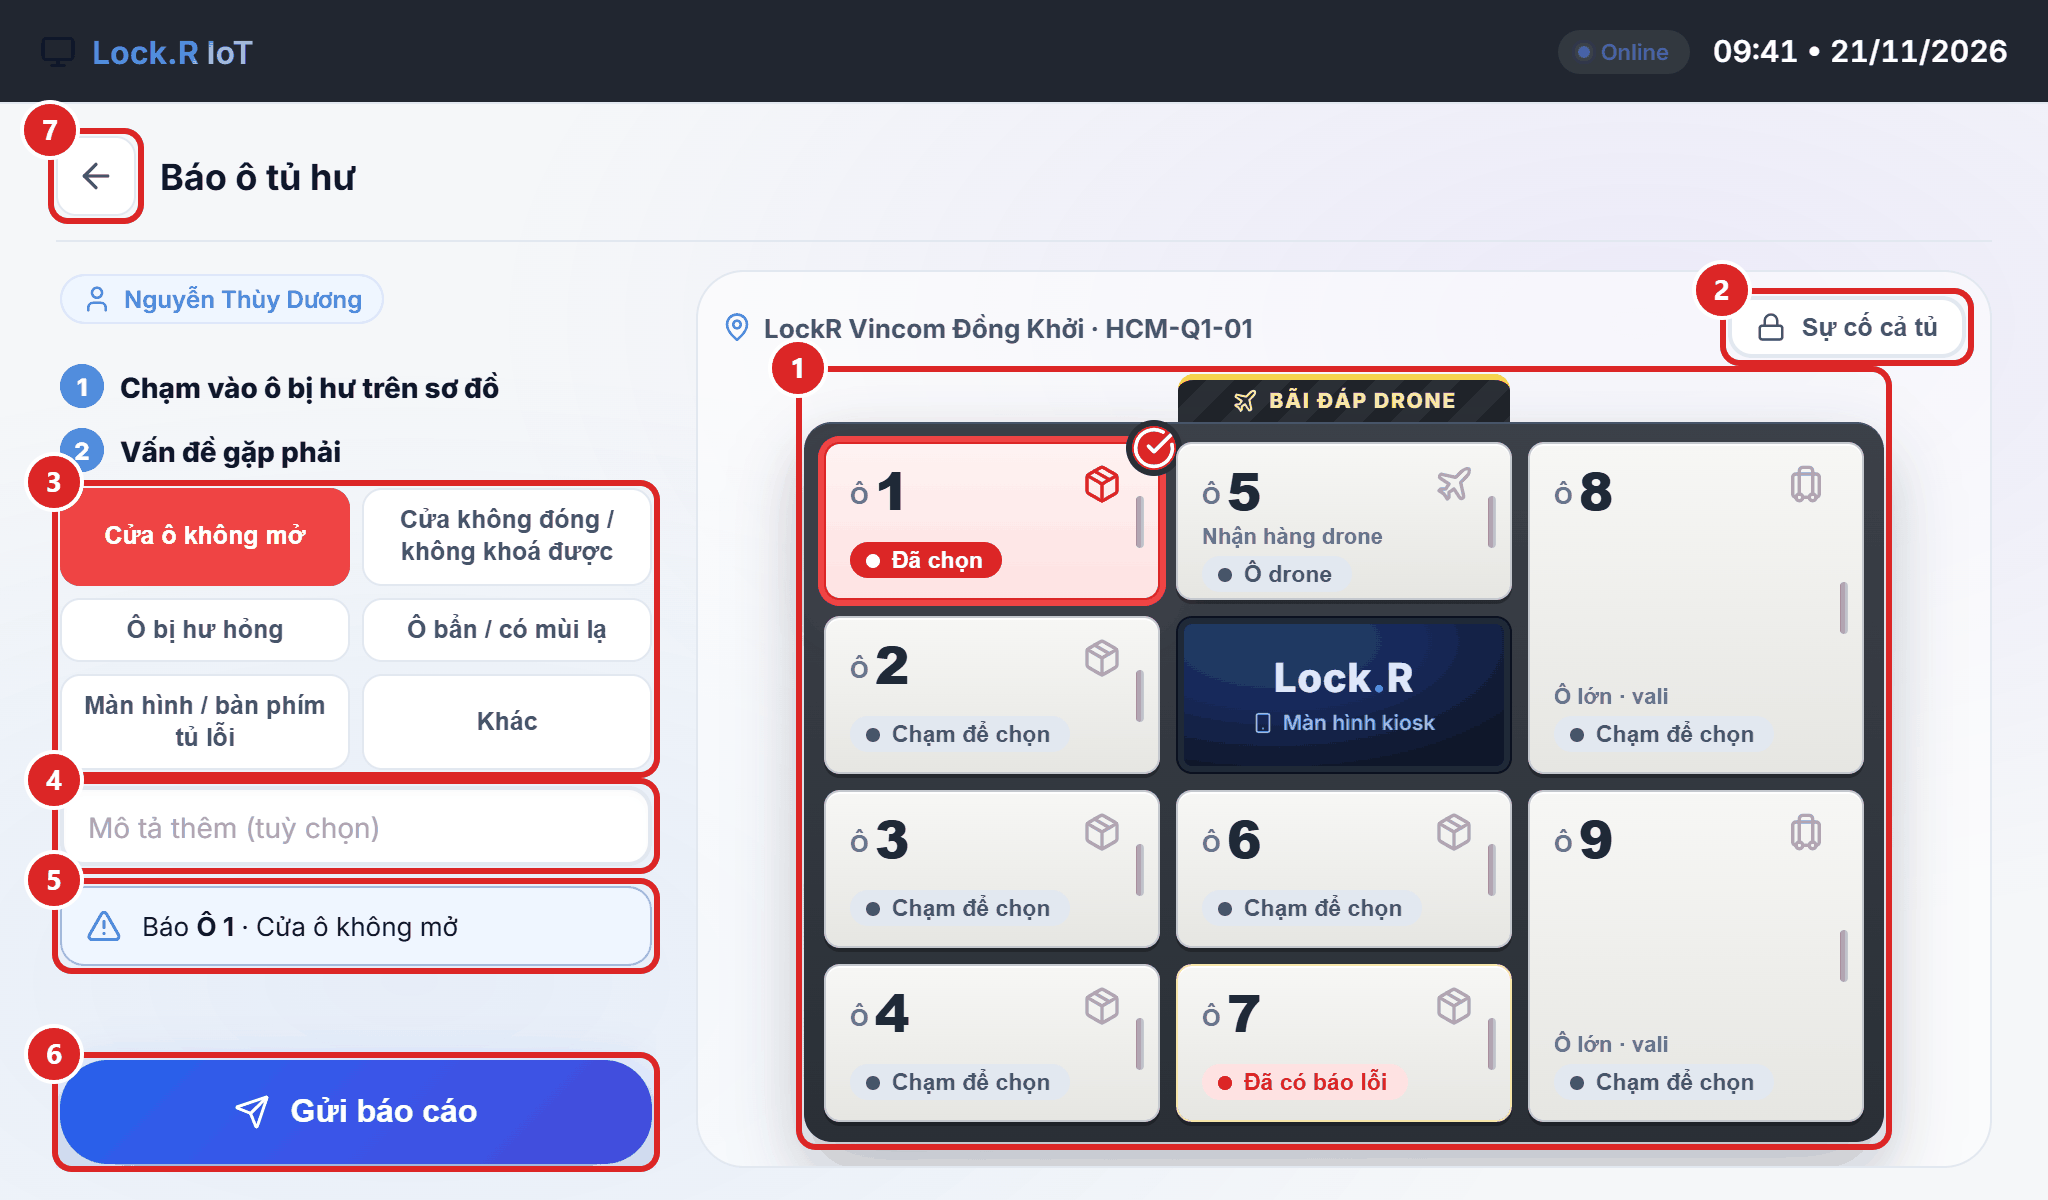 Lock.R IoT
Online
09:41 • 21/11/2026
7
Báo ô tủ hư
Nguyễn Thùy Dương
1 Chạm vào ô bị hư trên sơ đồ
2 Vấn đề gặp phải
3
Cửa ô không mở
Cửa không đóng /
không khoá được
Ô bị hư hỏng
Ô bẩn / có mùi lạ
Màn hình / bàn phím
tủ lỗi
Khác
4
Mô tả thêm (tuỳ chọn)
5
Báo Ô 1 · Cửa ô không mở
6
Gửi báo cáo
LockR Vincom Đồng Khởi · HCM-Q1-01
2
Sự cố cả tủ
1
BÃI ĐÁP DRONE
Ô 1
Đã chọn
Ô 5
Nhận hàng drone
Ô drone
Ô 8
Ô lớn · vali
Chạm để chọn
Ô 2
Chạm để chọn
Lock.R
Màn hình kiosk
Ô 3
Chạm để chọn
Ô 6
Chạm để chọn
Ô 9
Ô lớn · vali
Chạm để chọn
Ô 4
Chạm để chọn
Ô 7
Đã có báo lỗi